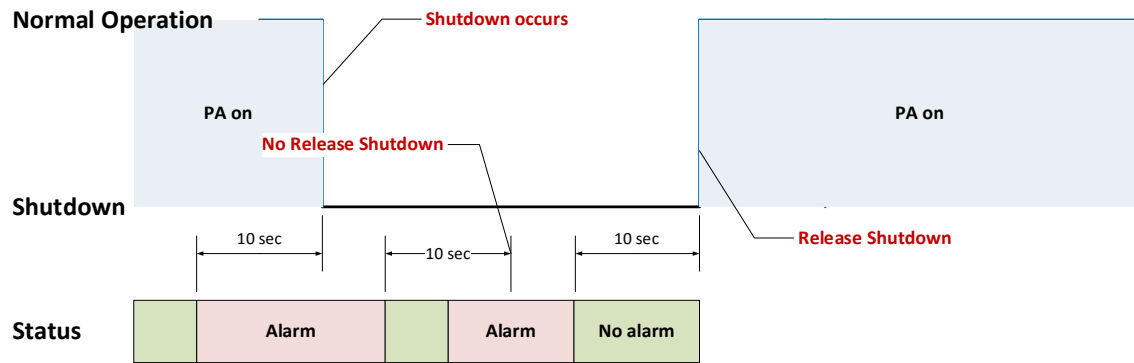 Normal Operation
Shutdown occurs
PA on
PA on
No Release Shutdown
Shutdown
Release Shutdown
10 sec
10 sec
10 sec
Status
Alarm
Alarm
No alarm